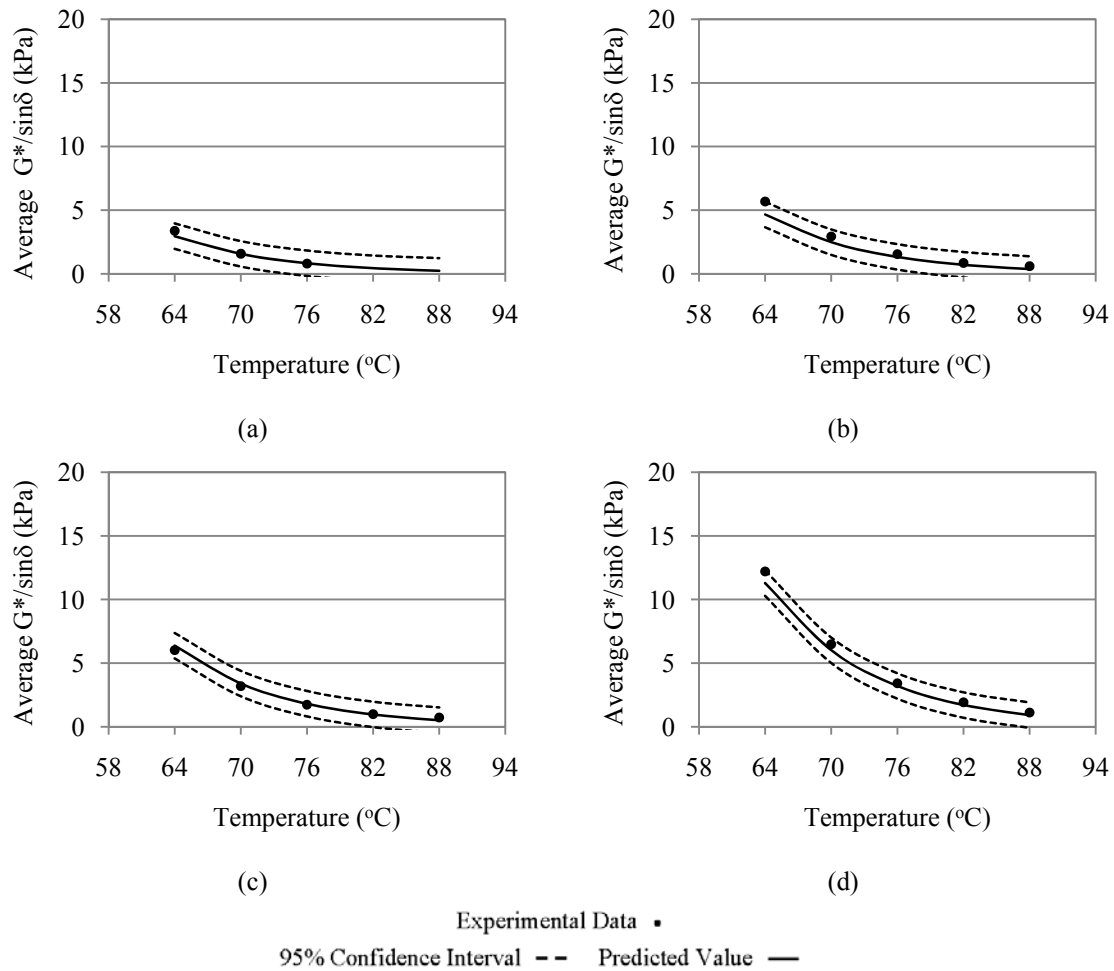 20
15
10
5
0
58 64 70 76 82 88 94
Average G*/sinδ (kPa)
Temperature (ᵒC)
(a)
20
15
10
5
0
58 64 70 76 82 88 94
Average G*/sinδ (kPa)
Temperature (ᵒC)
(b)
20
15
10
5
0
58 64 70 76 82 88 94
Average G*/sinδ (kPa)
Temperature (ᵒC)
(c)
20
15
10
5
0
58 64 70 76 82 88 94
Average G*/sinδ (kPa)
Temperature (ᵒC)
(d)
Experimental Data
95% Confidence Interval Predicted Value